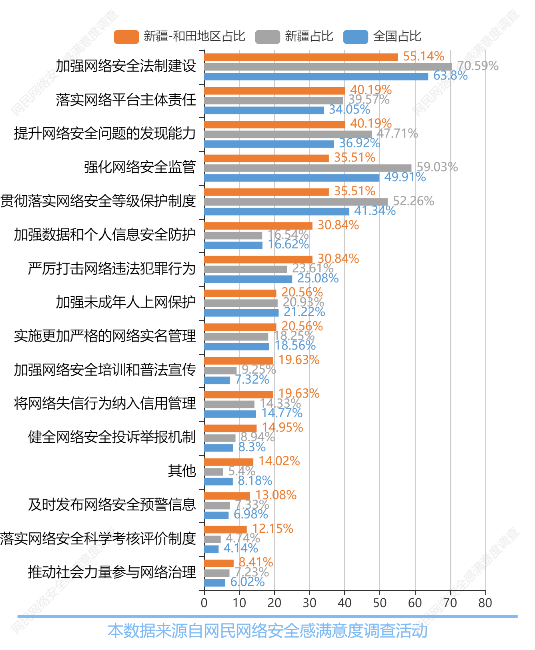 新疆-和田地区占比 新疆占比 全国占比
加强网络安全法制建设 55.14% 70.59% 63.8%
落实网络平台主体责任 40.19% 39.57% 34.05%
提升网络安全问题的发现能力 40.19% 47.71% 36.92%
强化网络安全监管 35.51% 59.03% 49.91%
贯彻落实网络安全等级保护制度 35.51% 52.26% 41.34%
加强数据和个人信息安全防护 30.84% 16.54% 16.62%
严厉打击网络违法犯罪行为 30.84% 23.61% 25.08%
加强未成年人上网保护 20.56% 20.93% 21.22%
实施更加严格的网络实名管理 20.56% 18.25% 18.56%
加强网络安全培训和普法宣传 19.63% 9.25% 7.32%
将网络失信行为纳入信用管理 19.63% 14.33% 14.77%
健全网络安全投诉举报机制 14.95% 8.94% 8.3%
其他 14.02% 5.4% 8.18%
及时发布网络安全预警信息 13.08% 7.33% 6.98%
落实网络安全科学考核评价制度 12.15% 4.74% 4.14%
推动社会力量参与网络治理 8.41% 7.23% 6.02%
0 10 20 30 40 50 60 70 80
本数据来源自网民网络安全感满意度调查活动